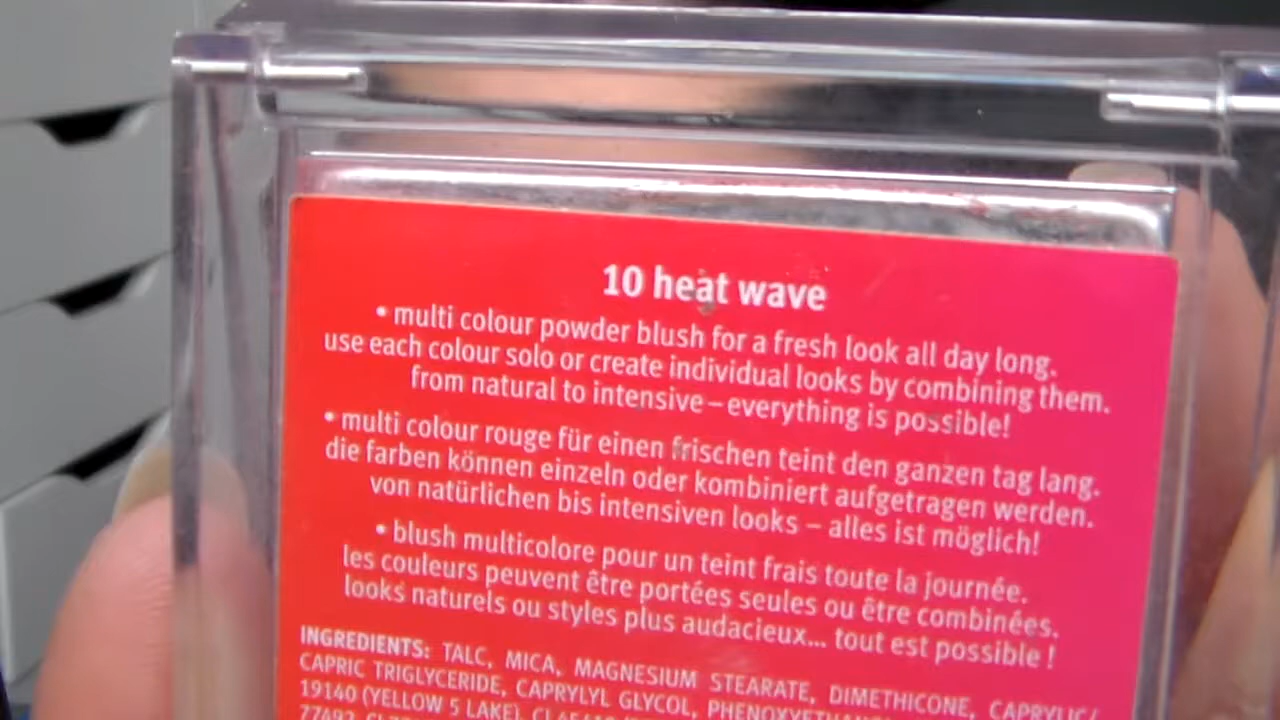 10 heat wave
• multi colour powder blush for a fresh look all day long.
use each colour solo or create individual looks by combining them.
from natural to intensive – everything is possible!
• multi colour rouge für einen frischen teint den ganzen tag lang.
die farben können einzeln oder kombiniert aufgetragen werden.
von natürlichen bis intensiven looks – alles ist möglich!
• blush multicolore pour un teint frais toute la journée.
les couleurs peuvent être portées seules ou être combinées.
looks naturels ou styles plus audacieux... tout est possible !
INGREDIENTS: TALC, MICA, MAGNESIUM STEARATE, DIMETHICONE, CAPRYLIC/
CAPRIC TRIGLYCERIDE, CAPRYLYL GLYCOL,
19140 (YELLOW 5 LAKE),